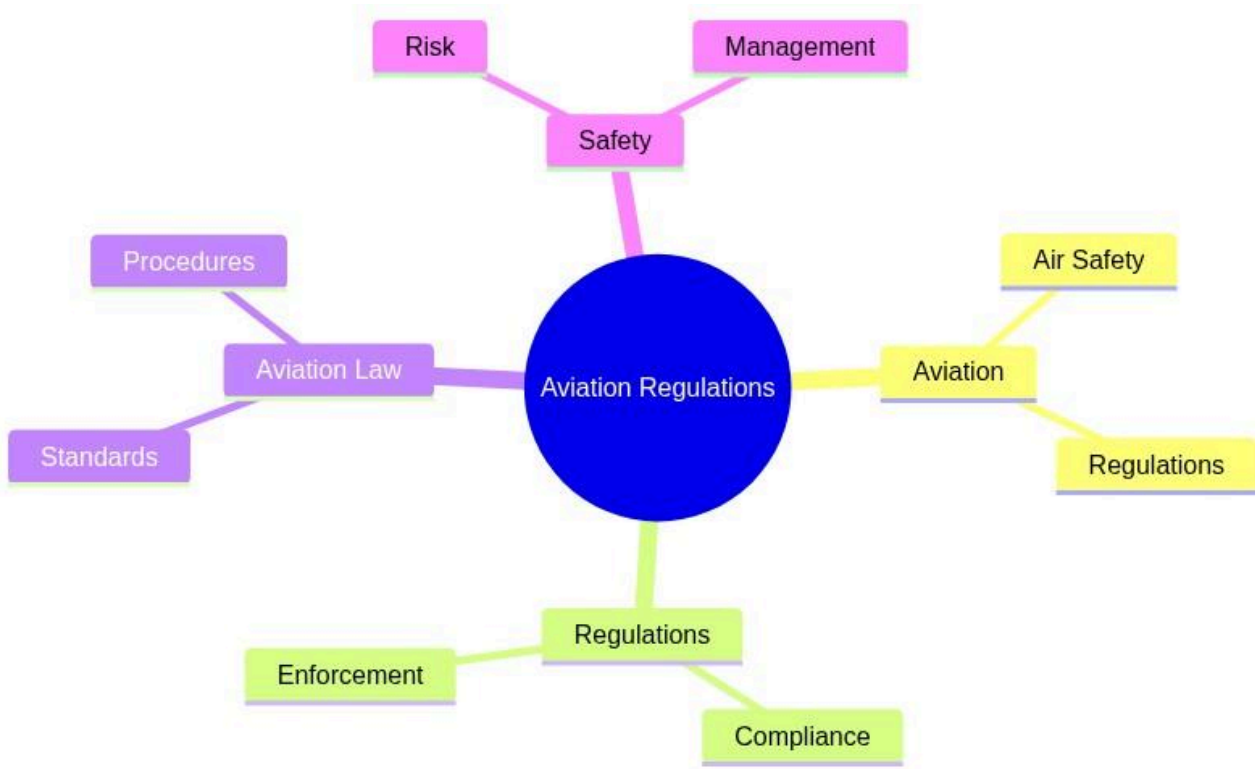 Risk
Management
Safety
Procedures
Air Safety
Aviation Law
Aviation Regulations
Aviation
Standards
Regulations
Regulations
Enforcement
Compliance